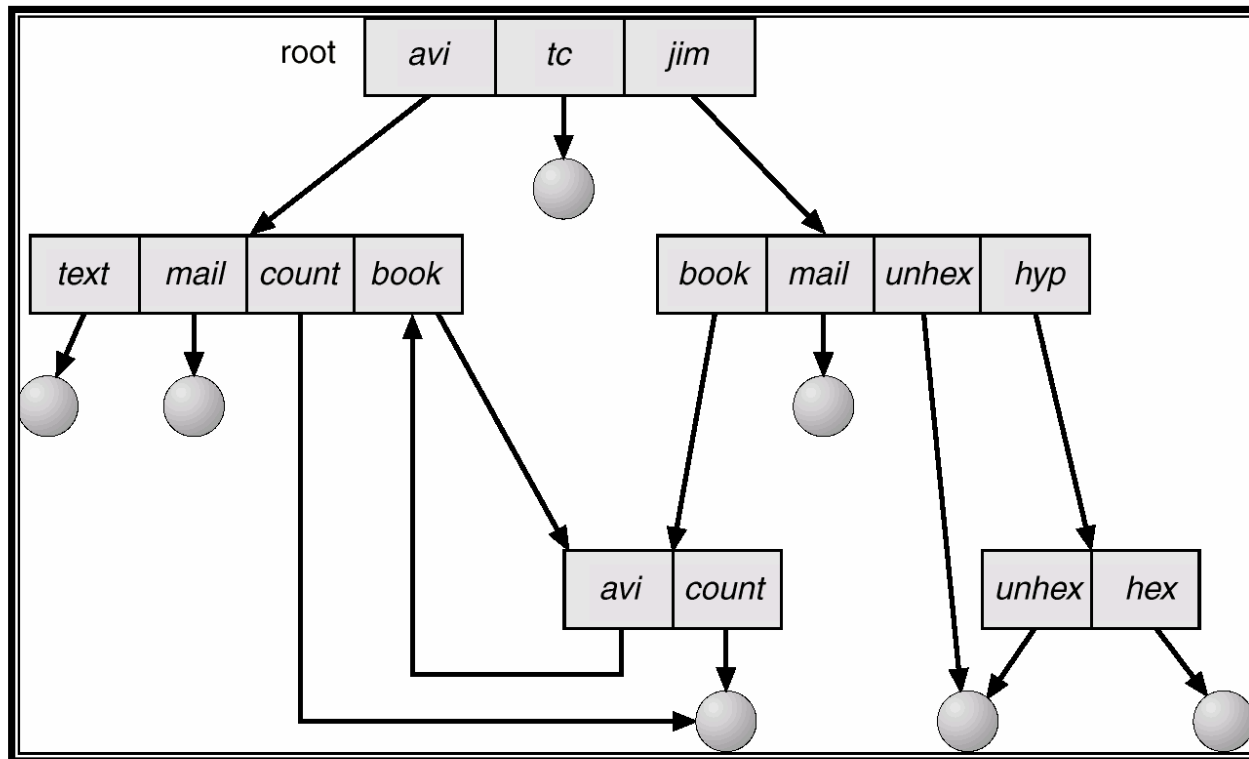 root avi tc jim
text mail count book
book mail unhex hyp
avi count
unhex hex